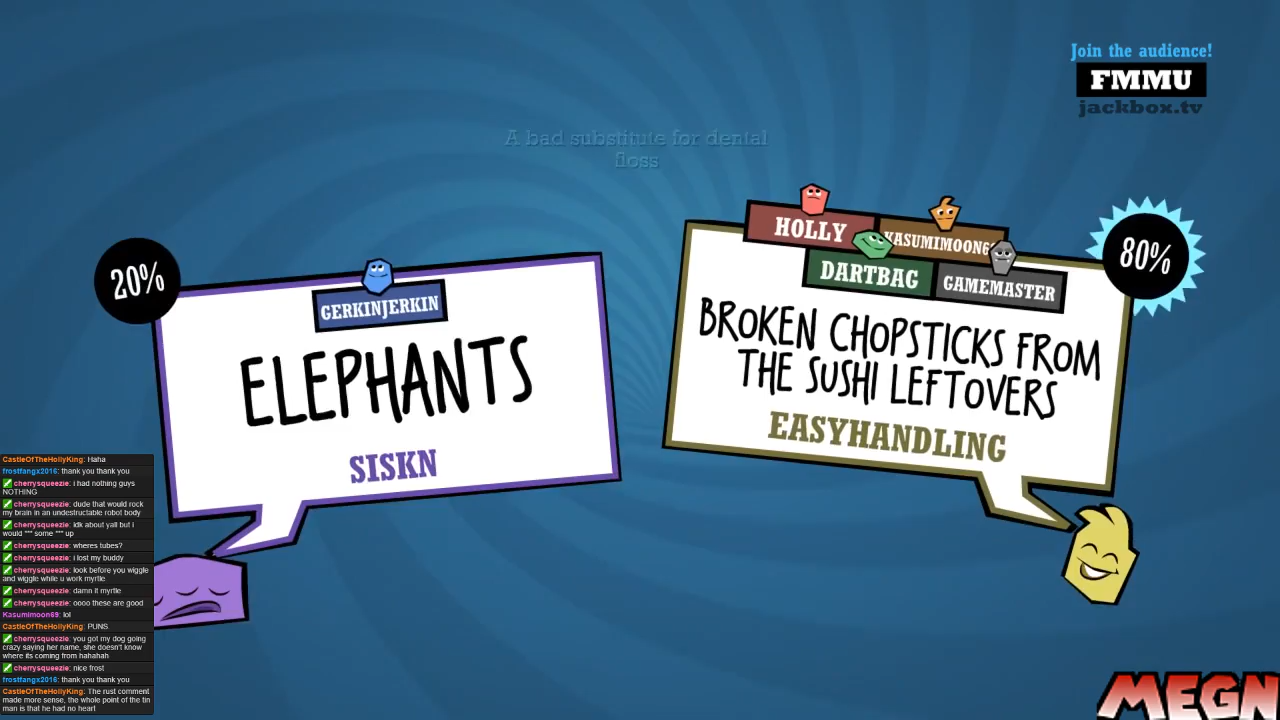 Join the audience!
FMMU
jackbox.tv
A bad substitute for dental
floss
20%
GERKINJERKIN
ELEPHANTS
SISKN
HOLLY
KASUMIMOON6
DARTBAG
GAMEMASTER
80%
BROKEN CHOPSTICKS FROM
THE SUSHI LEFTOVERS
EASYHANDLING
CastleOfTheHollyKing: Haha
frostfangx2016: thank you thank you
cherrysqueezie: i had nothing guys
NOTHING
cherrysqueezie: dude that would rock
my brain in an undestructable robot body
cherrysqueezie: idk about yall but i
would *** some *** up
cherrysqueezie: wheres tubes?
cherrysqueezie: i lost my buddy
cherrysqueezie: look before you wiggle
and wiggle while u work myrtle
cherrysqueezie: damn it myrtle
cherrysqueezie: oooo these are good
Kasumimoon69: lol
CastleOfTheHollyKing: PUNS.
cherrysqueezie: you got my dog going
crazy saying her name, she doesn't know
where its coming from hahahah
cherrysqueezie: nice frost
frostfangx2016: thank you thank you
CastleOfTheHollyKing: The rust comment
made more sense, the whole point of the tin
man is that he had no heart
MEGN